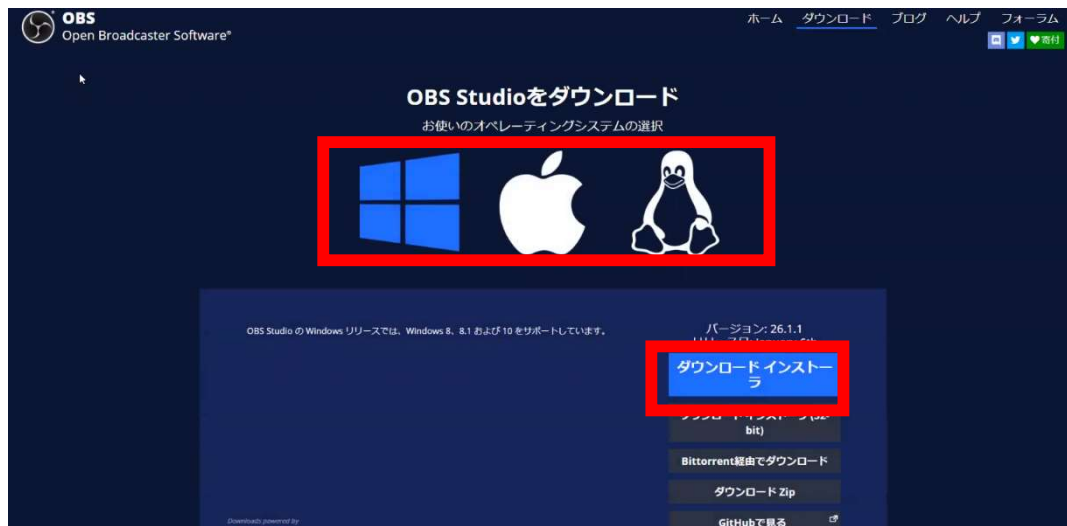 OBS
Open Broadcaster Software®
ホーム ダウンロード ブログ ヘルプ フォーラム
寄付
OBS Studioをダウンロード
お使いのオペレーティングシステムの選択
OBS Studio の Windows リリースでは、Windows 8、8.1 および 10 をサポートしています。
バージョン: 26.1.1
ダウンロード インストー
ラ
bit)
Bittorrent経由でダウンロード
ダウンロード Zip
GitHubで見る
Downloads powered by